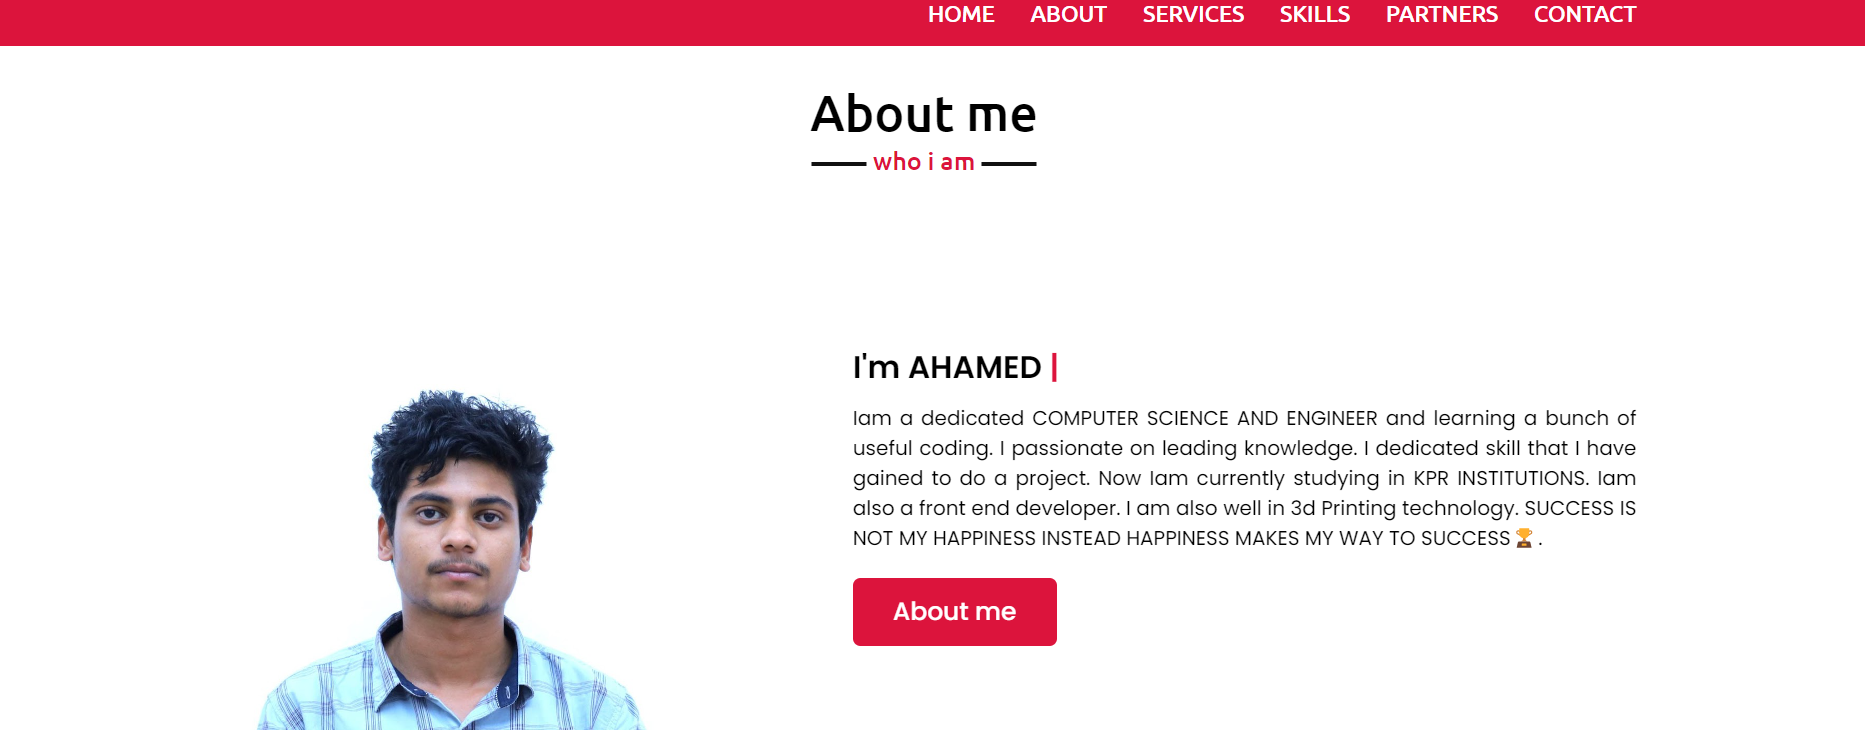 HOME ABOUT SERVICES SKILLS PARTNERS CONTACT
About me
who i am
I'm AHAMED |
Iam a dedicated COMPUTER SCIENCE AND ENGINEER and learning a bunch of
useful coding. I passionate on leading knowledge. I dedicated skill that I have
gained to do a project. Now Iam currently studying in KPR INSTITUTIONS. Iam
also a front end developer. I am also well in 3d Printing technology. SUCCESS IS
NOT MY HAPPINESS INSTEAD HAPPINESS MAKES MY WAY TO SUCCESS🏆.
About me